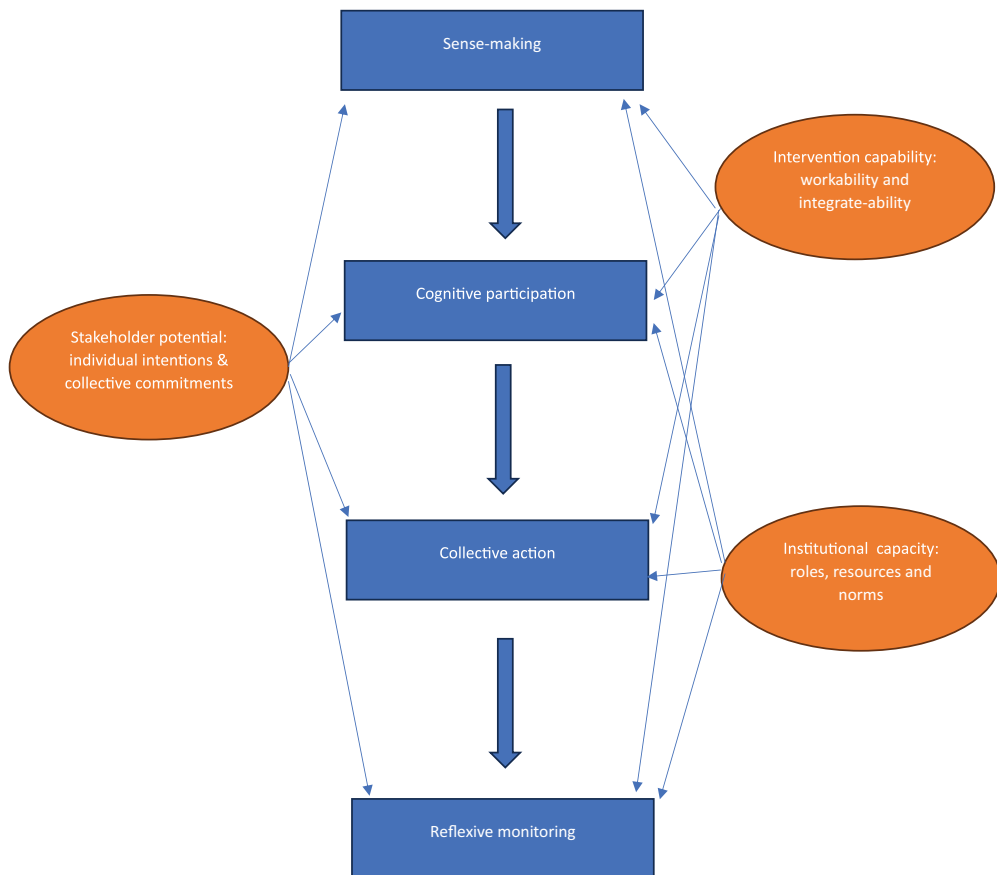 Sense-making
Intervention capability:
workability and
integrate-ability
Cognitive participation
Stakeholder potential:
individual intentions &
collective commitments
Collective action
Institutional capacity:
roles, resources and
norms
Reflexive monitoring